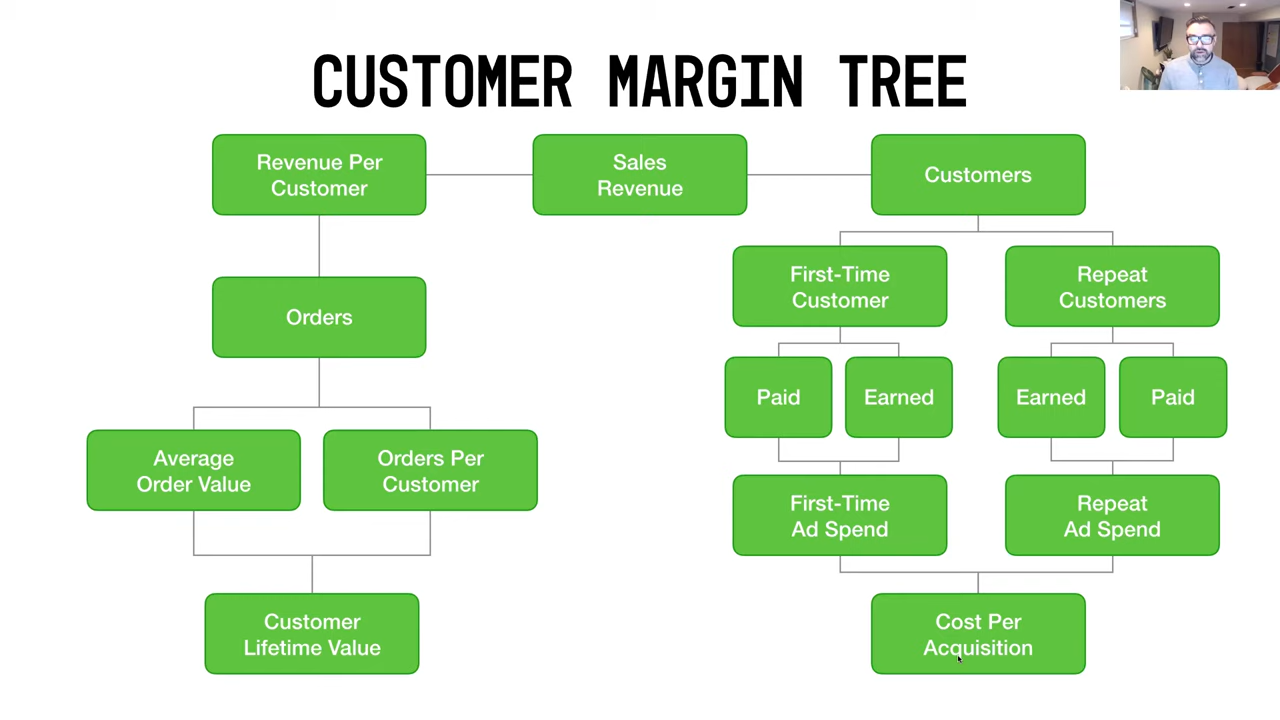 CUSTOMER MARGIN TREE
Revenue Per
Customer
Sales
Revenue
Customers
Orders
First-Time
Customer
Repeat
Customers
Paid
Earned
Earned
Paid
Average
Order Value
Orders Per
Customer
First-Time
Ad Spend
Repeat
Ad Spend
Customer
Lifetime Value
Cost Per
Acquisition